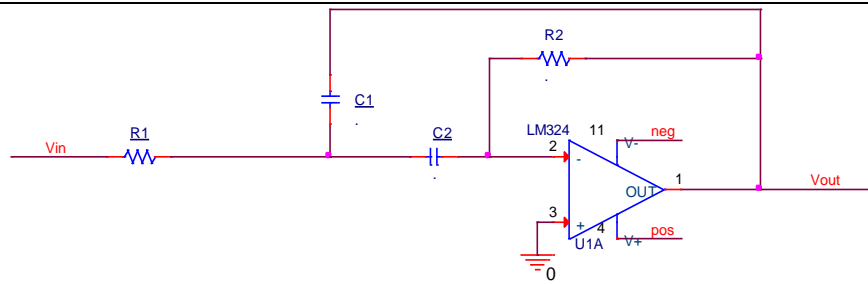 R2
.
C1
.
R1
Vin
C2
.
LM324
11
neg
V-
2
-
1
OUT
Vout
3
+
4
pos
V+
U1A
0